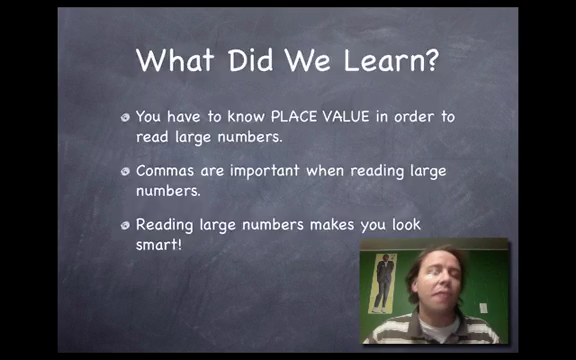 What Did We Learn?
You have to know PLACE VALUE in order to
read large numbers.
Commas are important when reading large
numbers.
Reading large numbers makes you look
smart!